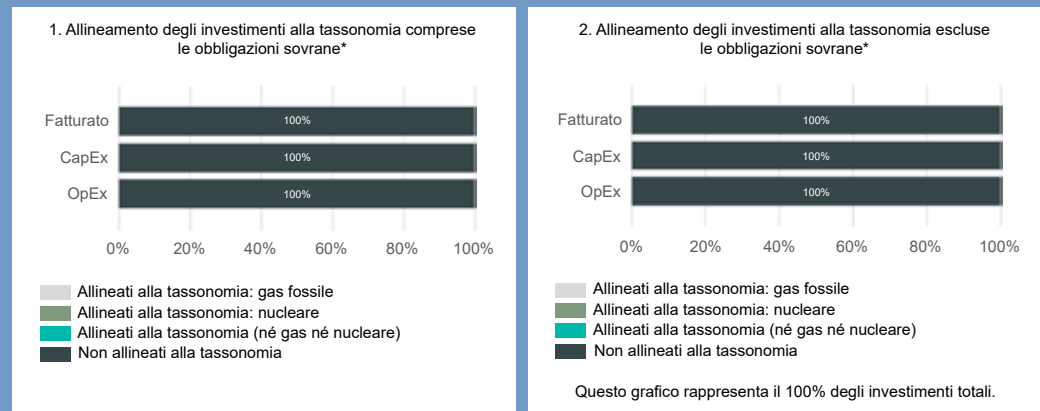 1. Allineamento degli investimenti alla tassonomia comprese
le obbligazioni sovrane*
Fatturato
100%
CapEx
100%
OpEx
100%
0% 20% 40% 60% 80% 100%
Allineati alla tassonomia: gas fossile
Allineati alla tassonomia: nucleare
Allineati alla tassonomia (né gas né nucleare)
Non allineati alla tassonomia
2. Allineamento degli investimenti alla tassonomia escluse
le obbligazioni sovrane*
Fatturato
100%
CapEx
100%
OpEx
100%
0% 20% 40% 60% 80% 100%
Allineati alla tassonomia: gas fossile
Allineati alla tassonomia: nucleare
Allineati alla tassonomia (né gas né nucleare)
Non allineati alla tassonomia
Questo grafico rappresenta il 100% degli investimenti totali.